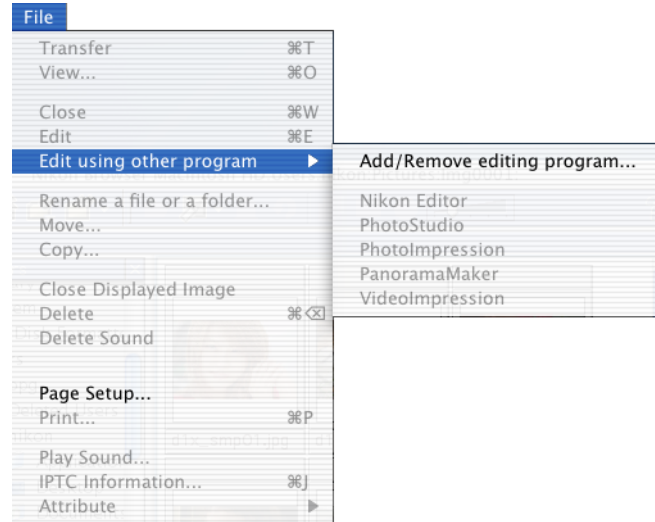 File
Transfer ⌘T
View... ⌘O
Close ⌘W
Edit ⌘E
Edit using other program
Rename a file or a folder...
Move...
Copy...
Close Displayed Image
Delete ⌘⌫
Delete Sound
Page Setup...
Print... ⌘P
Play Sound...
IPTC Information... ⌘J
Attribute
Add/Remove editing program...
Nikon Editor
PhotoStudio
PhotoImpression
PanoramaMaker
VideoImpression
d1x_smp01.jpg